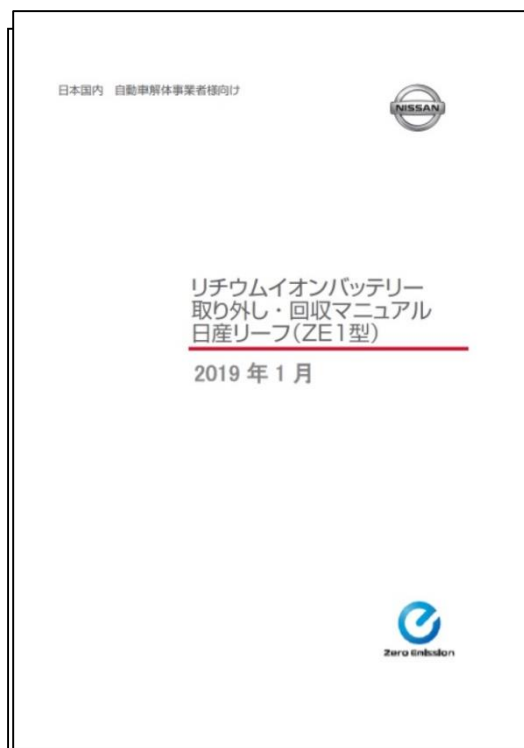 日本国内　自動車解体事業者様向け
NISSAN
リチウムイオンバッテリー
取り外し・回収マニュアル
日産リーフ(ZE1型)
2019 年 1 月
Zero Emission